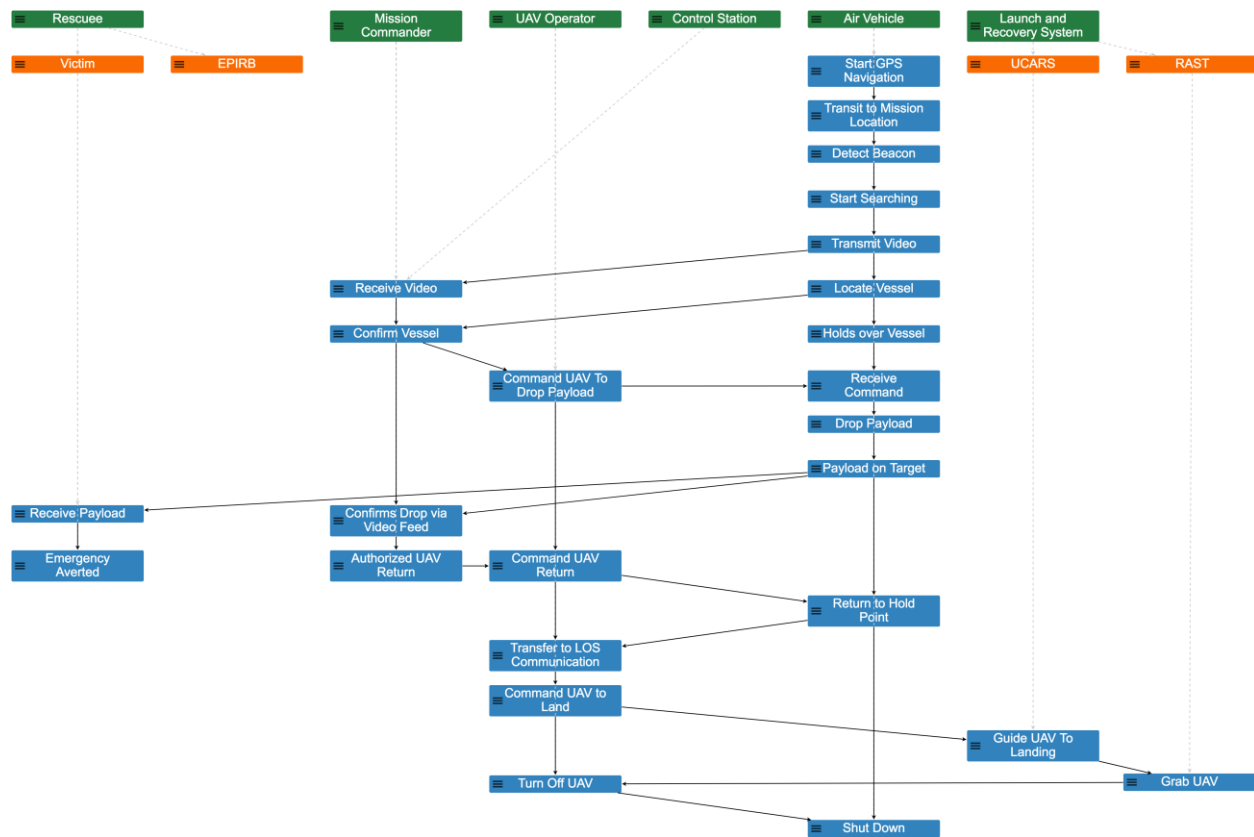 Rescuee
Mission
Commander
UAV Operator
Control Station
Air Vehicle
Launch and
Recovery System
Victim
EPIRB
Start GPS
Navigation
UCARS
RAST
Transit to Mission
Location
Detect Beacon
Start Searching
Transmit Video
Receive Video
Locate Vessel
Confirm Vessel
Holds over Vessel
Command UAV To
Drop Payload
Receive
Command
Drop Payload
Payload on Target
Receive Payload
Confirms Drop via
Video Feed
Emergency
Averted
Authorized UAV
Return
Command UAV
Return
Return to Hold
Point
Transfer to LOS
Communication
Command UAV to
Land
Guide UAV To
Landing
Turn Off UAV
Grab UAV
Shut Down